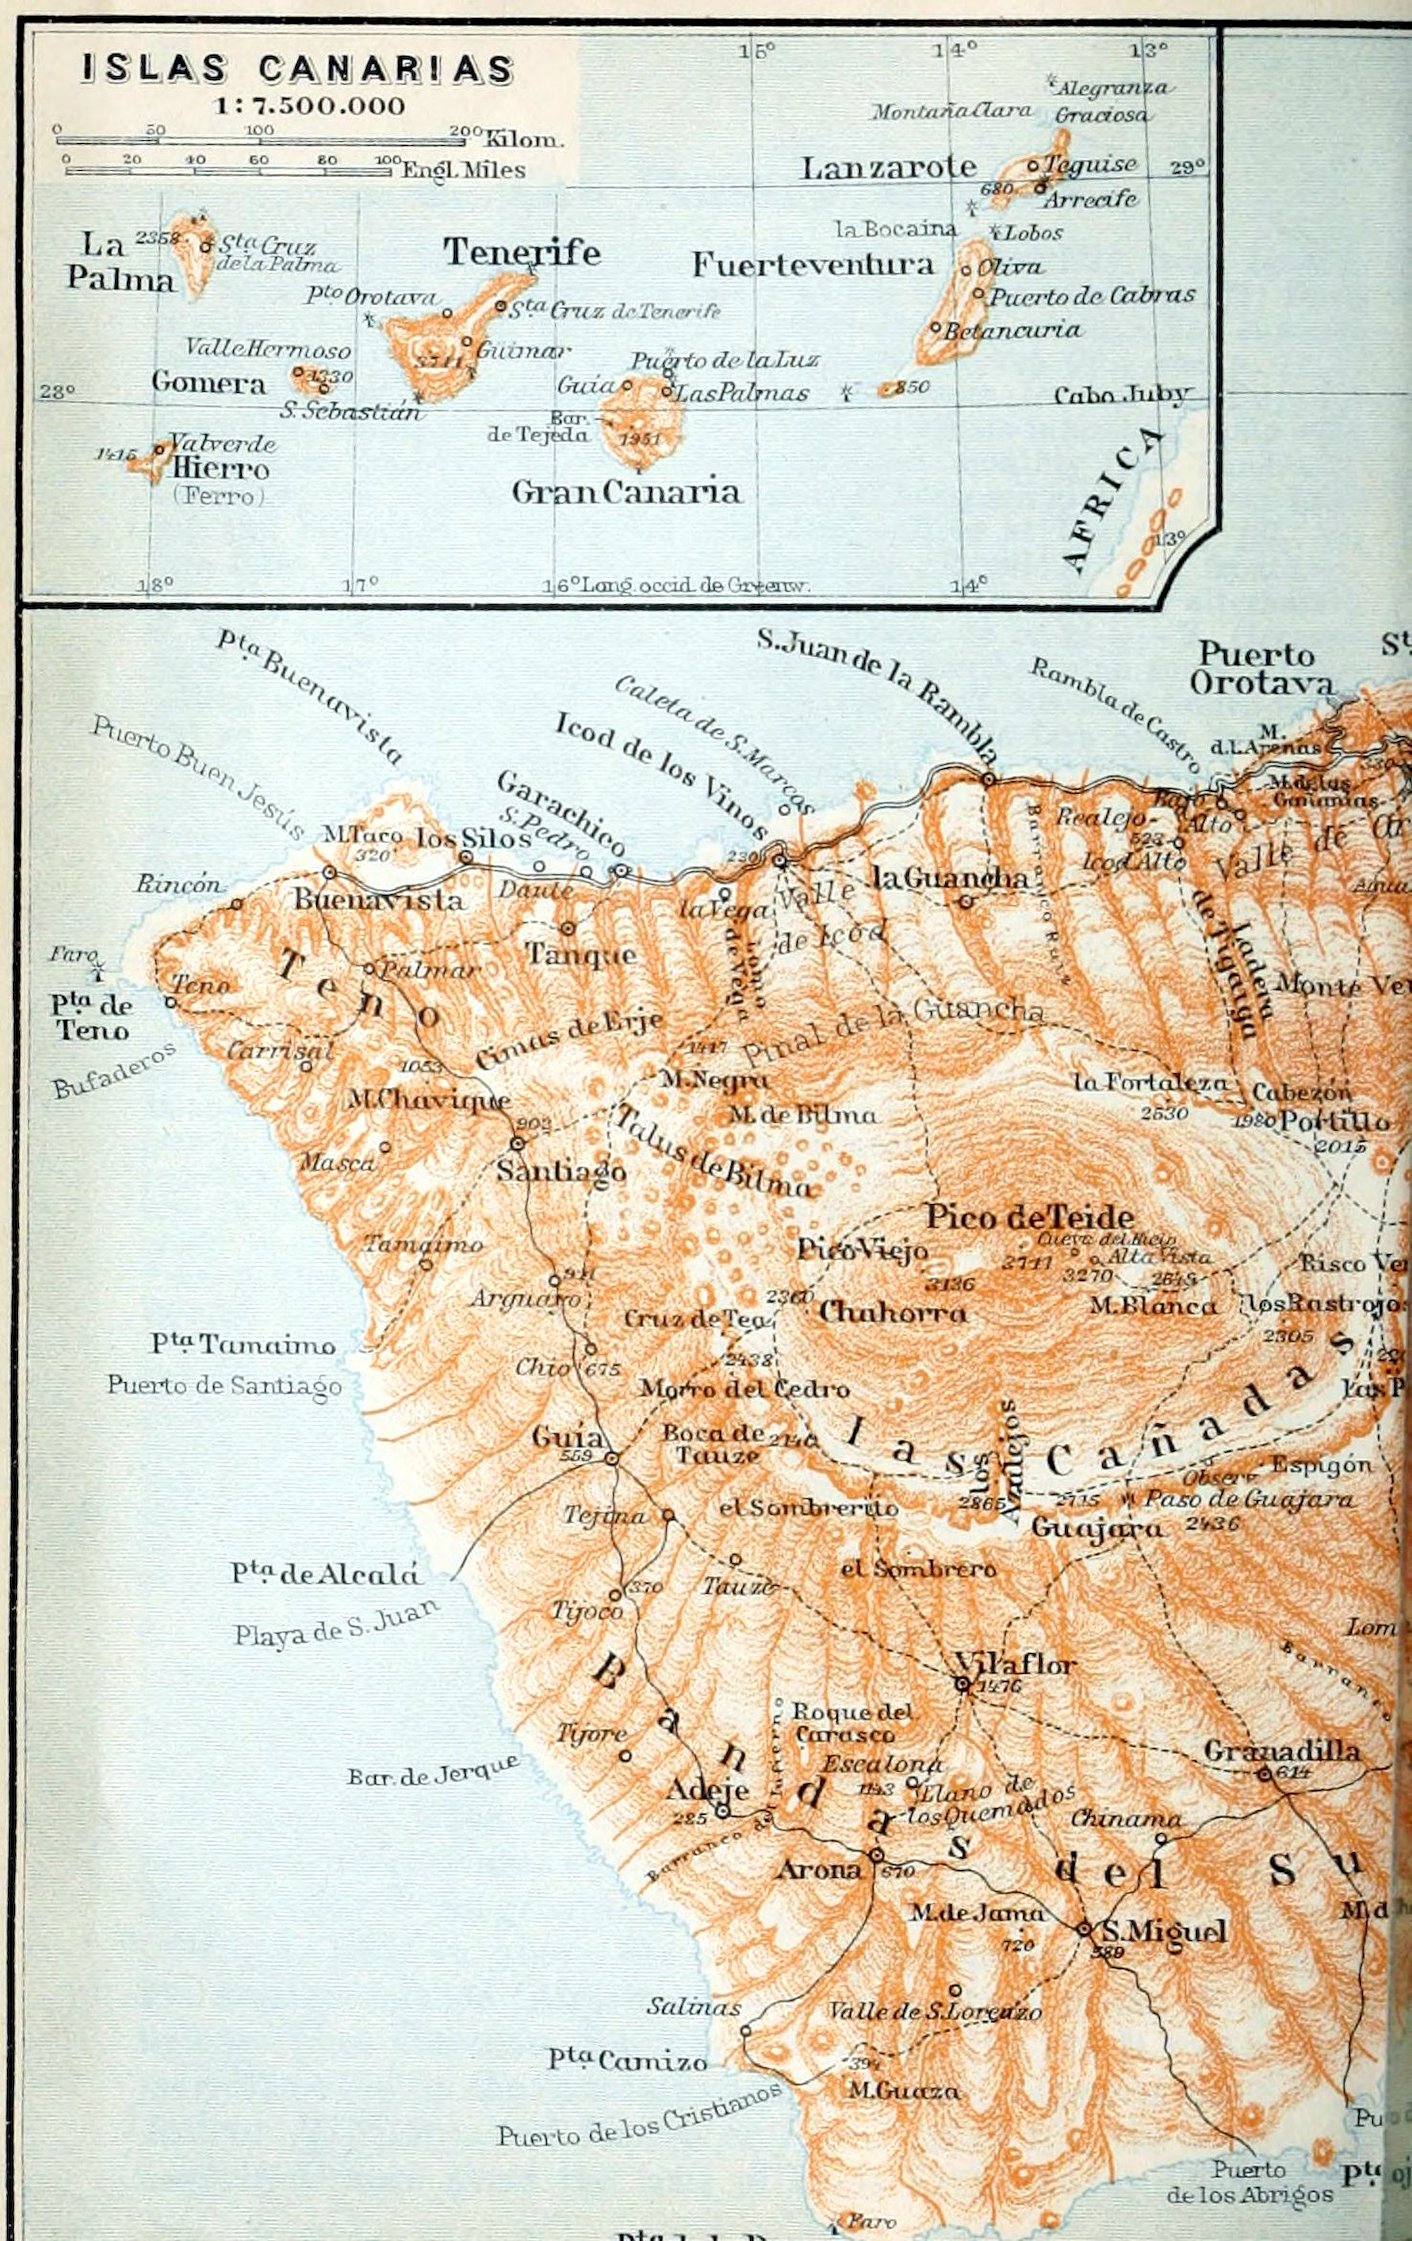 ISLAS CANARIAS
1:7.500.000
0 50 100 200 Kilom.
0 20 40 60 80 100 Engl. Miles
15° 14° 13°
Alegranza
Montaña Clara
Graciosa
Lanzarote
Teguise
29°
680
Arrecife
la Bocaina
Lobos
La
Palma
2358
Sta Cruz
de la Palma
Tenerife
Fuerteventura
Oliva
Pto Orotava
Sta Cruz de Tenerife
Puerto de Cabras
Betancuria
Valle Hermoso
3711
Güimar
Puerto de la Luz
Gomera
1330
Guía
Las Palmas
850
28°
S. Sebastián
Cabo Juby
Bar.
de Tejeda
1951
1415
Valverde
Hierro
(Ferro)
Gran Canaria
AFRICA
13°
18° 17° 16° Long. occid. de Greenw. 14°
Pta Buenavista
Puerto Buen Jesús
Caleta de S. Marcos
Icod de los Vinos
S. Juan de la Rambla
Rambla de Castro
Puerto
Orotava
St
Garachico
S. Pedro
M.
d.l. Arenas
M. de las
Gañanias
330
M. Taco
320
los Silos
230
Realejo-
Bajo
Alto
523
Icod Alto
Valle de Or
Rincón
Buenavista
Daute
la Vega
Valle
de Icod
la Guancha
Barranco Ruiz
Agua
Tanque
Faro
Pta de
Teno
Teno
Teno
Palmar
Lomo
de Vega
Ladera
de Tigaiga
Monte Ve
Bufaderos
Carrisal
1053
Cimas de Erje
1417
Pinal de la Guancha
M. Chavique
M. Negra
M. de Bilma
la Fortaleza
2530
Cabezón
1980
Portillo
2015
903
Masca
Santiago
Talus de Bilma
Tamaimo
Pico de Teide
Pico Viejo
3136
Cueva del Hielo
3711
Alta Vista
3270
Risco Ver
911
Arguayo
2360
Cruz de Tea
Chahorra
M. Blanca
los Rastrojos
2305
Pta Tamaimo
Puerto de Santiago
Chio
675
2438
Morro del Cedro
las P
Guía
559
Boca de
Tauze
2140
las Cañadas
los
Azulejos
2865
2715
Observ.
Espigón
Paso de Guajara
2436
Guajara
Tejina
el Sombrerito
el Sombrero
Pta de Alcalá
Playa de S. Juan
370
Tijoco
Tauze
Lom
Barranco
Vilaflor
1476
Bandas del Su
Tijore
Roque del
Carasco
Escalona
1143
Granadilla
614
Bar. de Jerque
Adeje
285
Barranco del Infierno
Llano de
los Quemados
Chinama
Arona
670
M. de Jama
720
S. Miguel
589
M. d
Salinas
Valle de S. Lorenzo
Pta Camizo
394
M. Guaza
Puerto de los Cristianos
Puerto
de los Abrigos
Faro